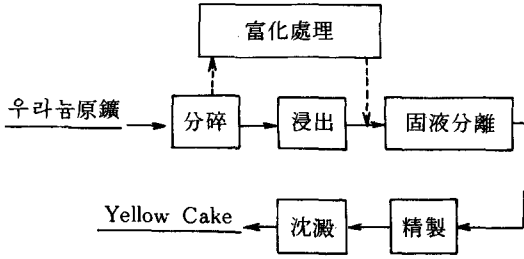 富化處理
우라늄原鑛
分碎
浸出
固液分離
Yellow Cake
沈澱
精製